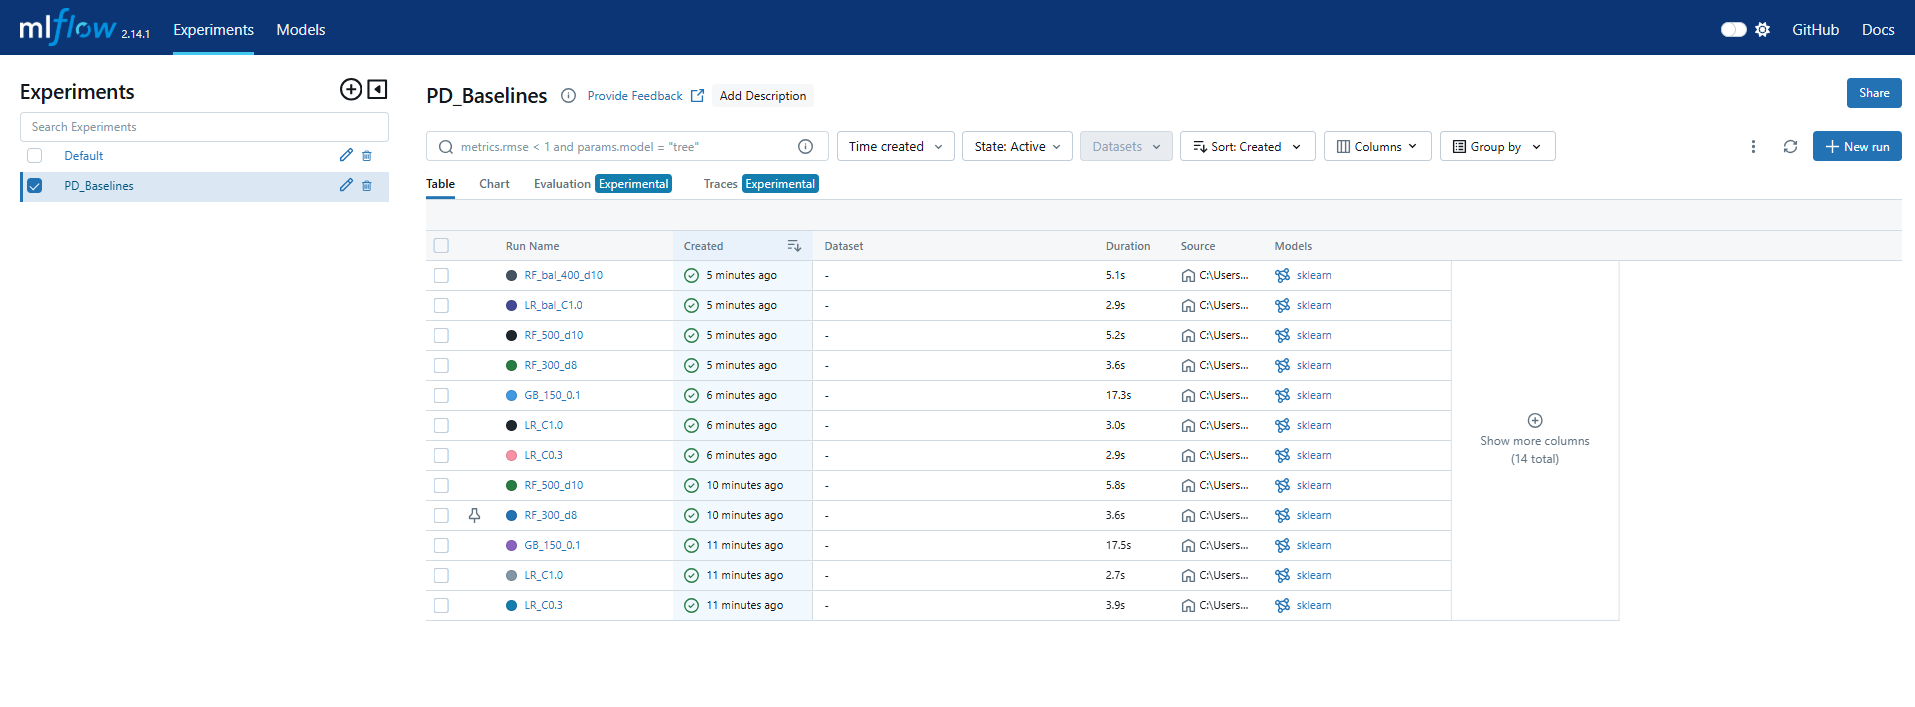 mlflow 2.14.1 Experiments Models GitHub Docs
Experiments
Search Experiments
Default
PD_Baselines
PD_Baselines Provide Feedback Add Description Share
metrics.rmse < 1 and params.model = "tree" Time created State: Active Datasets Sort: Created Columns Group by New run
Table Chart Evaluation Experimental Traces Experimental
Run Name Created Dataset Duration Source Models
RF_bal_400_d10 5 minutes ago - 5.1s C:\Users... sklearn
LR_bal_C1.0 5 minutes ago - 2.9s C:\Users... sklearn
RF_500_d10 5 minutes ago - 5.2s C:\Users... sklearn
RF_300_d8 5 minutes ago - 3.6s C:\Users... sklearn
GB_150_0.1 6 minutes ago - 17.3s C:\Users... sklearn
LR_C1.0 6 minutes ago - 3.0s C:\Users... sklearn
LR_C0.3 6 minutes ago - 2.9s C:\Users... sklearn
RF_500_d10 10 minutes ago - 5.8s C:\Users... sklearn
RF_300_d8 10 minutes ago - 3.6s C:\Users... sklearn
GB_150_0.1 11 minutes ago - 17.5s C:\Users... sklearn
LR_C1.0 11 minutes ago - 2.7s C:\Users... sklearn
LR_C0.3 11 minutes ago - 3.9s C:\Users... sklearn
Show more columns
(14 total)